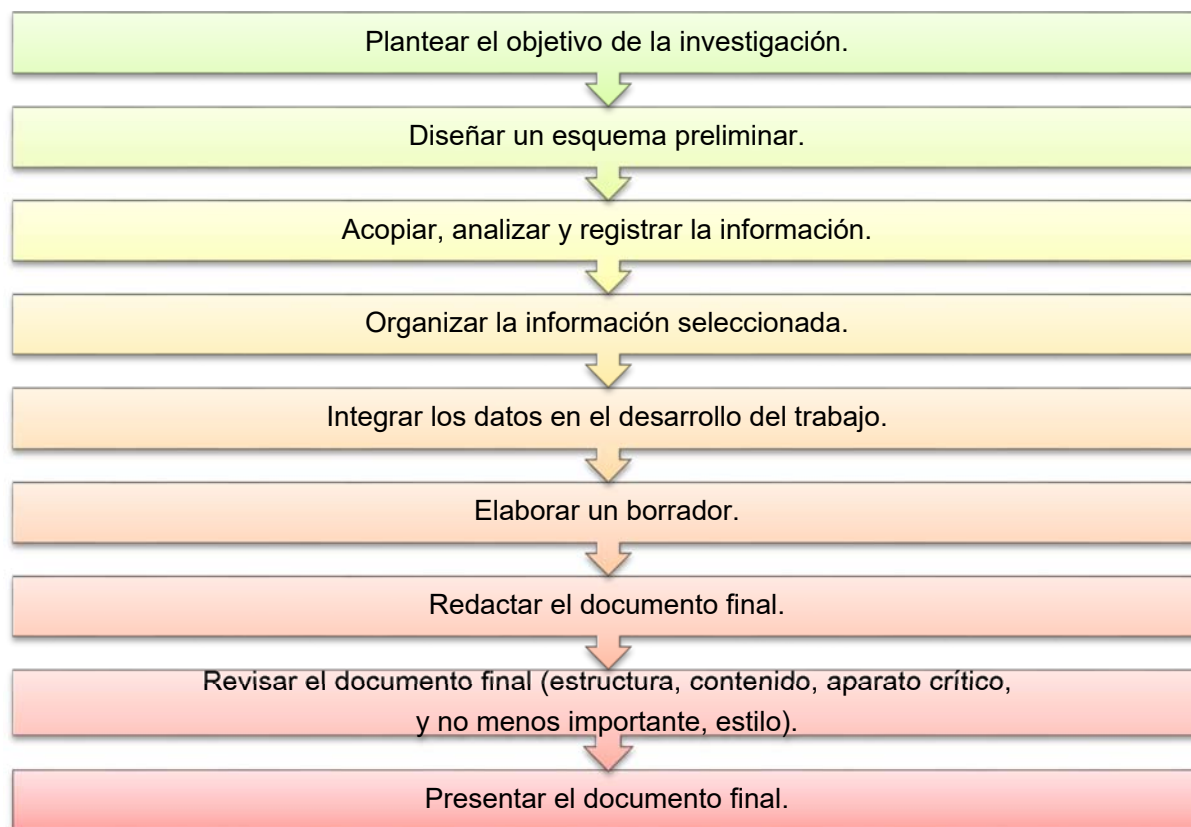 Plantear el objetivo de la investigación.
Diseñar un esquema preliminar.
Acopiar, analizar y registrar la información.
Organizar la información seleccionada.
Integrar los datos en el desarrollo del trabajo.
Elaborar un borrador.
Redactar el documento final.
Revisar el documento final (estructura, contenido, aparato crítico,
y no menos importante, estilo).
Presentar el documento final.